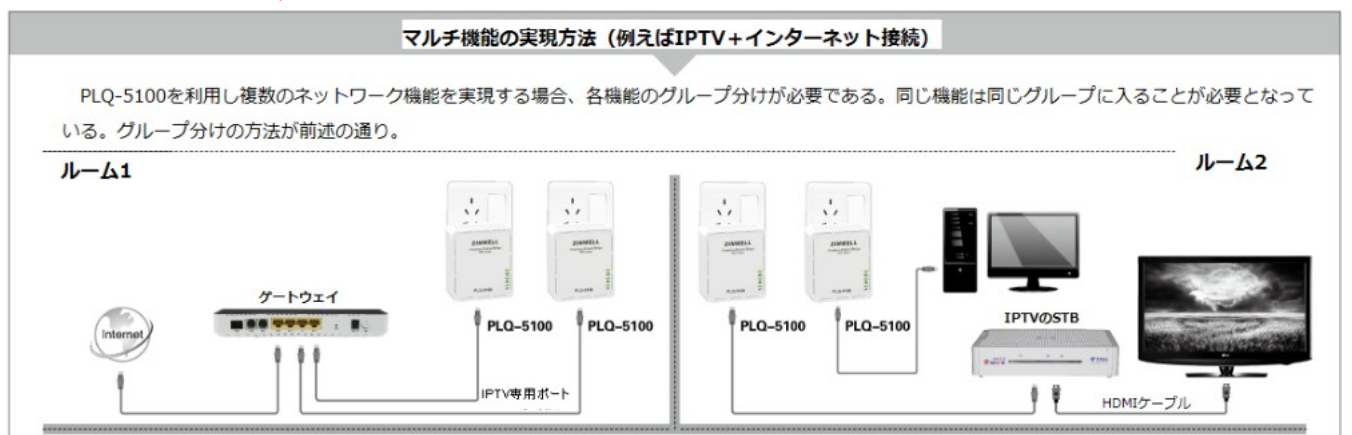 マルチ機能の実現方法（例えばIPTV＋インターネット接続）
PLQ-5100を利用し複数のネットワーク機能を実現する場合、各機能のグループ分けが必要である。同じ機能は同じグループに入ることが必要となって
いる。グループ分けの方法が前述の通り。
ルーム1
ルーム2
ZINWELL
ZINWELL
ZINWELL
ZINWELL
ゲートウェイ
Internet
PLQ-5100
PLQ-5100
PLQ-5100
PLQ-5100
IPTVのSTB
IPTV専用ポート
HDMIケーブル